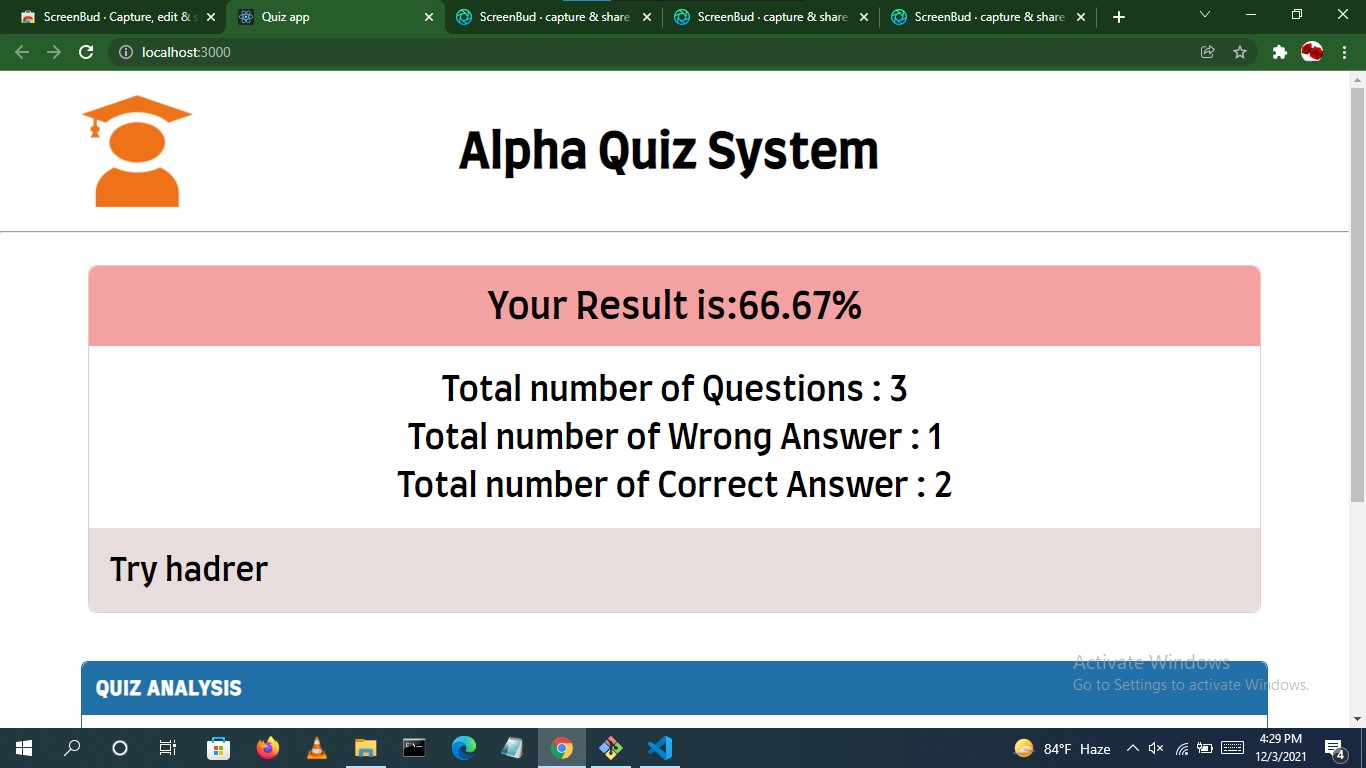 ScreenBud · Capture, edit & s
Quiz app
ScreenBud · capture & share
ScreenBud · capture & share
ScreenBud · capture & share
localhost:3000
Alpha Quiz System
Your Result is:66.67%
Total number of Questions : 3
Total number of Wrong Answer : 1
Total number of Correct Answer : 2
Try hadrer
QUIZ ANALYSIS
Activate Windows
Go to Settings to activate Windows.
84°F Haze
4:29 PM
12/3/2021
4